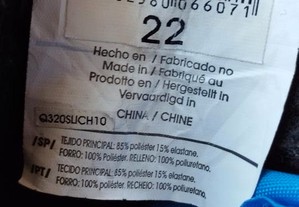 22
Hecho en / Fabricado no
Made in / Fabriqué au
Prodotto en / Hergestellt in
Vervaardigd in
CHINA / CHINE
Q320SLICH10
/SP/ TEJIDO PRINCIPAL: 85% poliéster 15% elastane.
FORRO: 100% Poliéster. RELLENO: 100% poliuretano.
/PT/ TECIDO PRINCIPAL: 85% poliéster 15% elastane.
FORRO: 100% Poliéster. RECHEIO: 100% poliuretano.